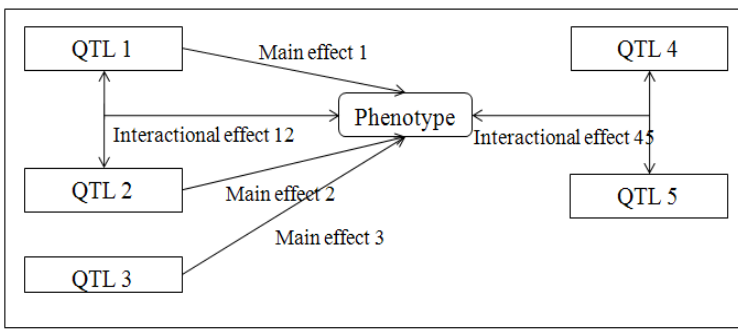 QTL 1
Main effect 1
QTL 4
Phenotype
Interactional effect 12
Interactional effect 45
QTL 2
Main effect 2
QTL 5
Main effect 3
QTL 3